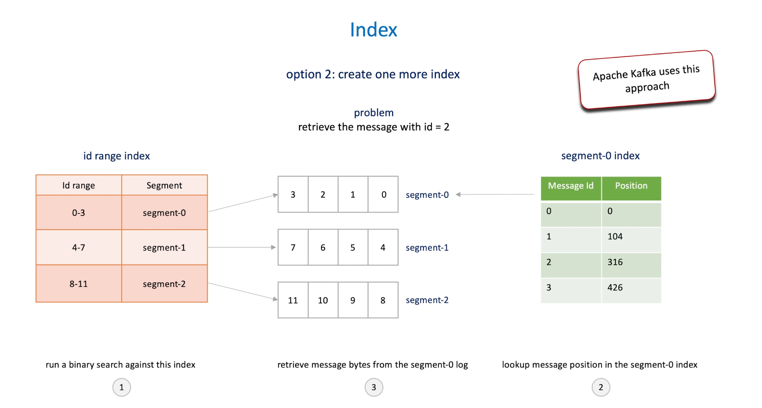 Index
option 2: create one more index
Apache Kafka uses this
approach
problem
retrieve the message with id = 2
id range index
segment-0 index
Id range Segment
0-3 segment-0
4-7 segment-1
8-11 segment-2
3 2 1 0 segment-0
7 6 5 4 segment-1
11 10 9 8 segment-2
Message Id Position
0 0
1 104
2 316
3 426
run a binary search against this index
1
retrieve message bytes from the segment-0 log
3
lookup message position in the segment-0 index
2